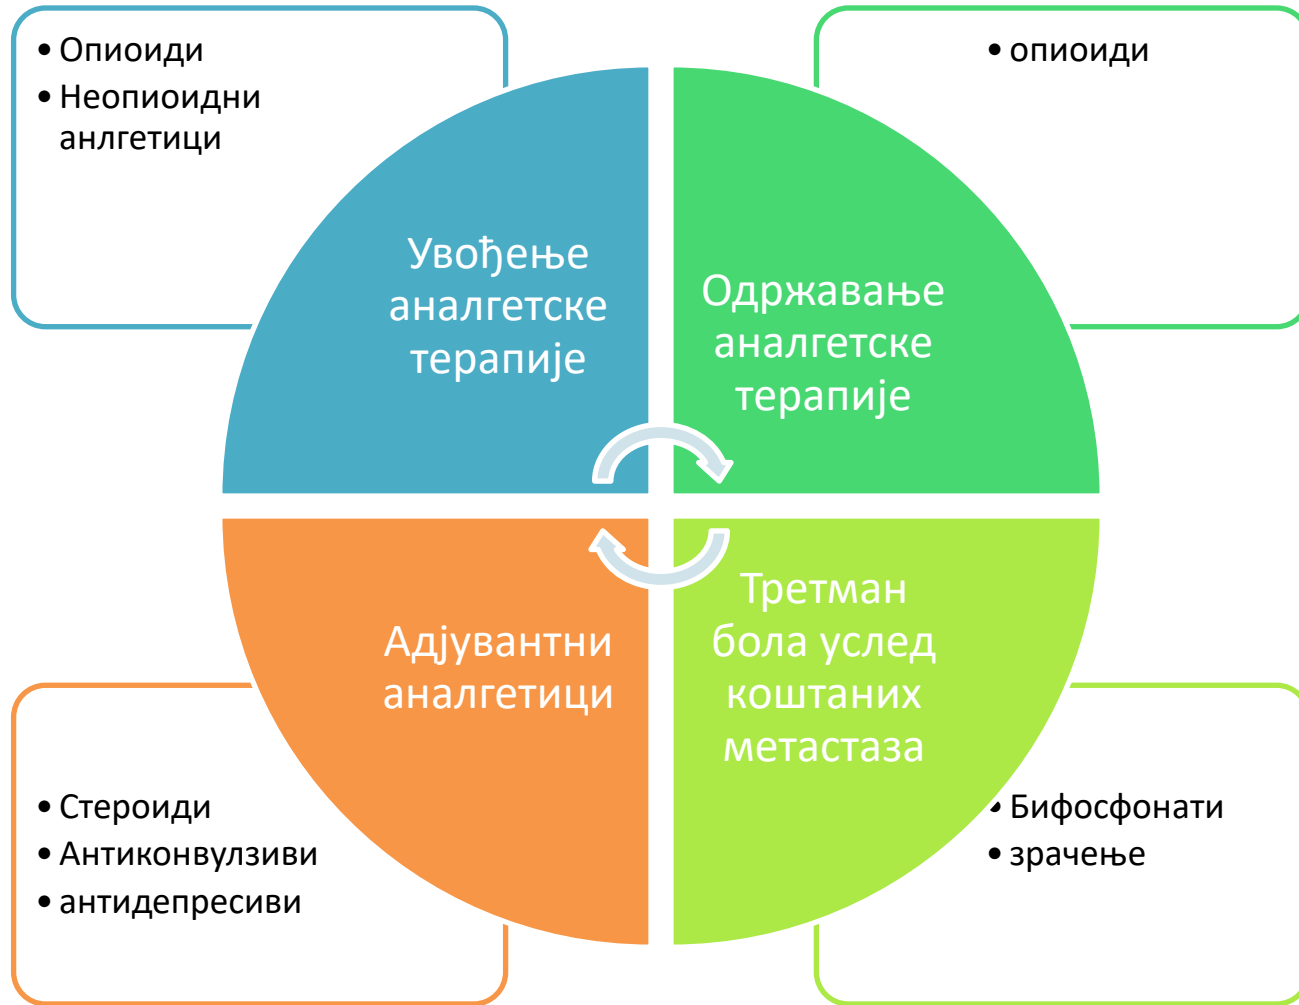 • Опиоиди
• Неопиоидни
анлгетици
• опиоиди
Увођење
аналгетске
терапије
Одржавање
аналгетске
терапије
Адјувантни
аналгетици
Третман
бола услед
коштаних
метастаза
• Стероиди
• Антиконвулзиви
• антидепресиви
• Бифосфонати
• зрачење